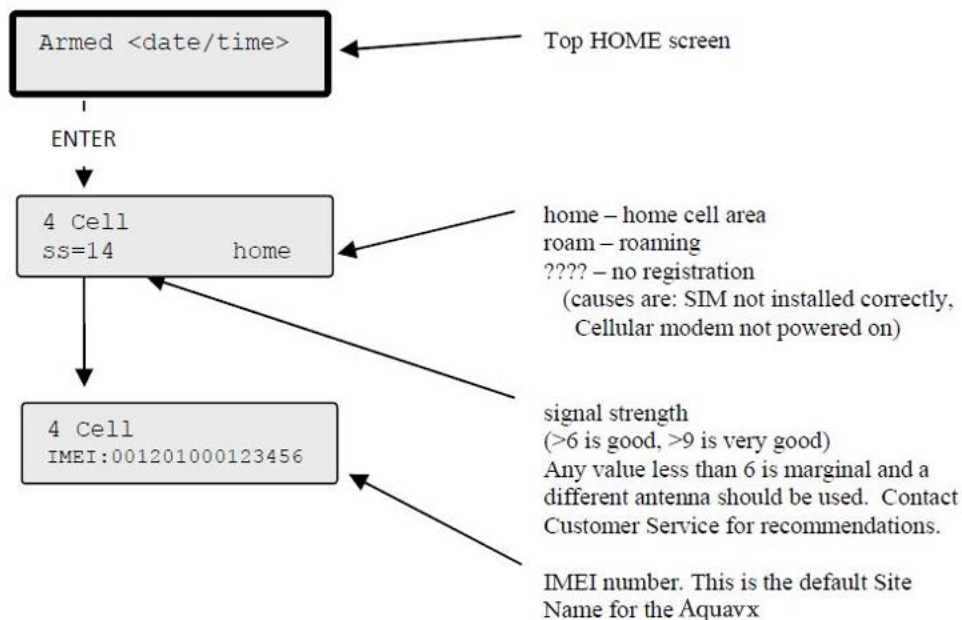 Armed <date/time>
Top HOME screen
ENTER
4 Cell
ss=14 home
home – home cell area
roam – roaming
???? – no registration
(causes are: SIM not installed correctly,
Cellular modem not powered on)
4 Cell
IMEI:001201000123456
signal strength
(>6 is good, >9 is very good)
Any value less than 6 is marginal and a
different antenna should be used. Contact
Customer Service for recommendations.
IMEI number. This is the default Site
Name for the Aquavx